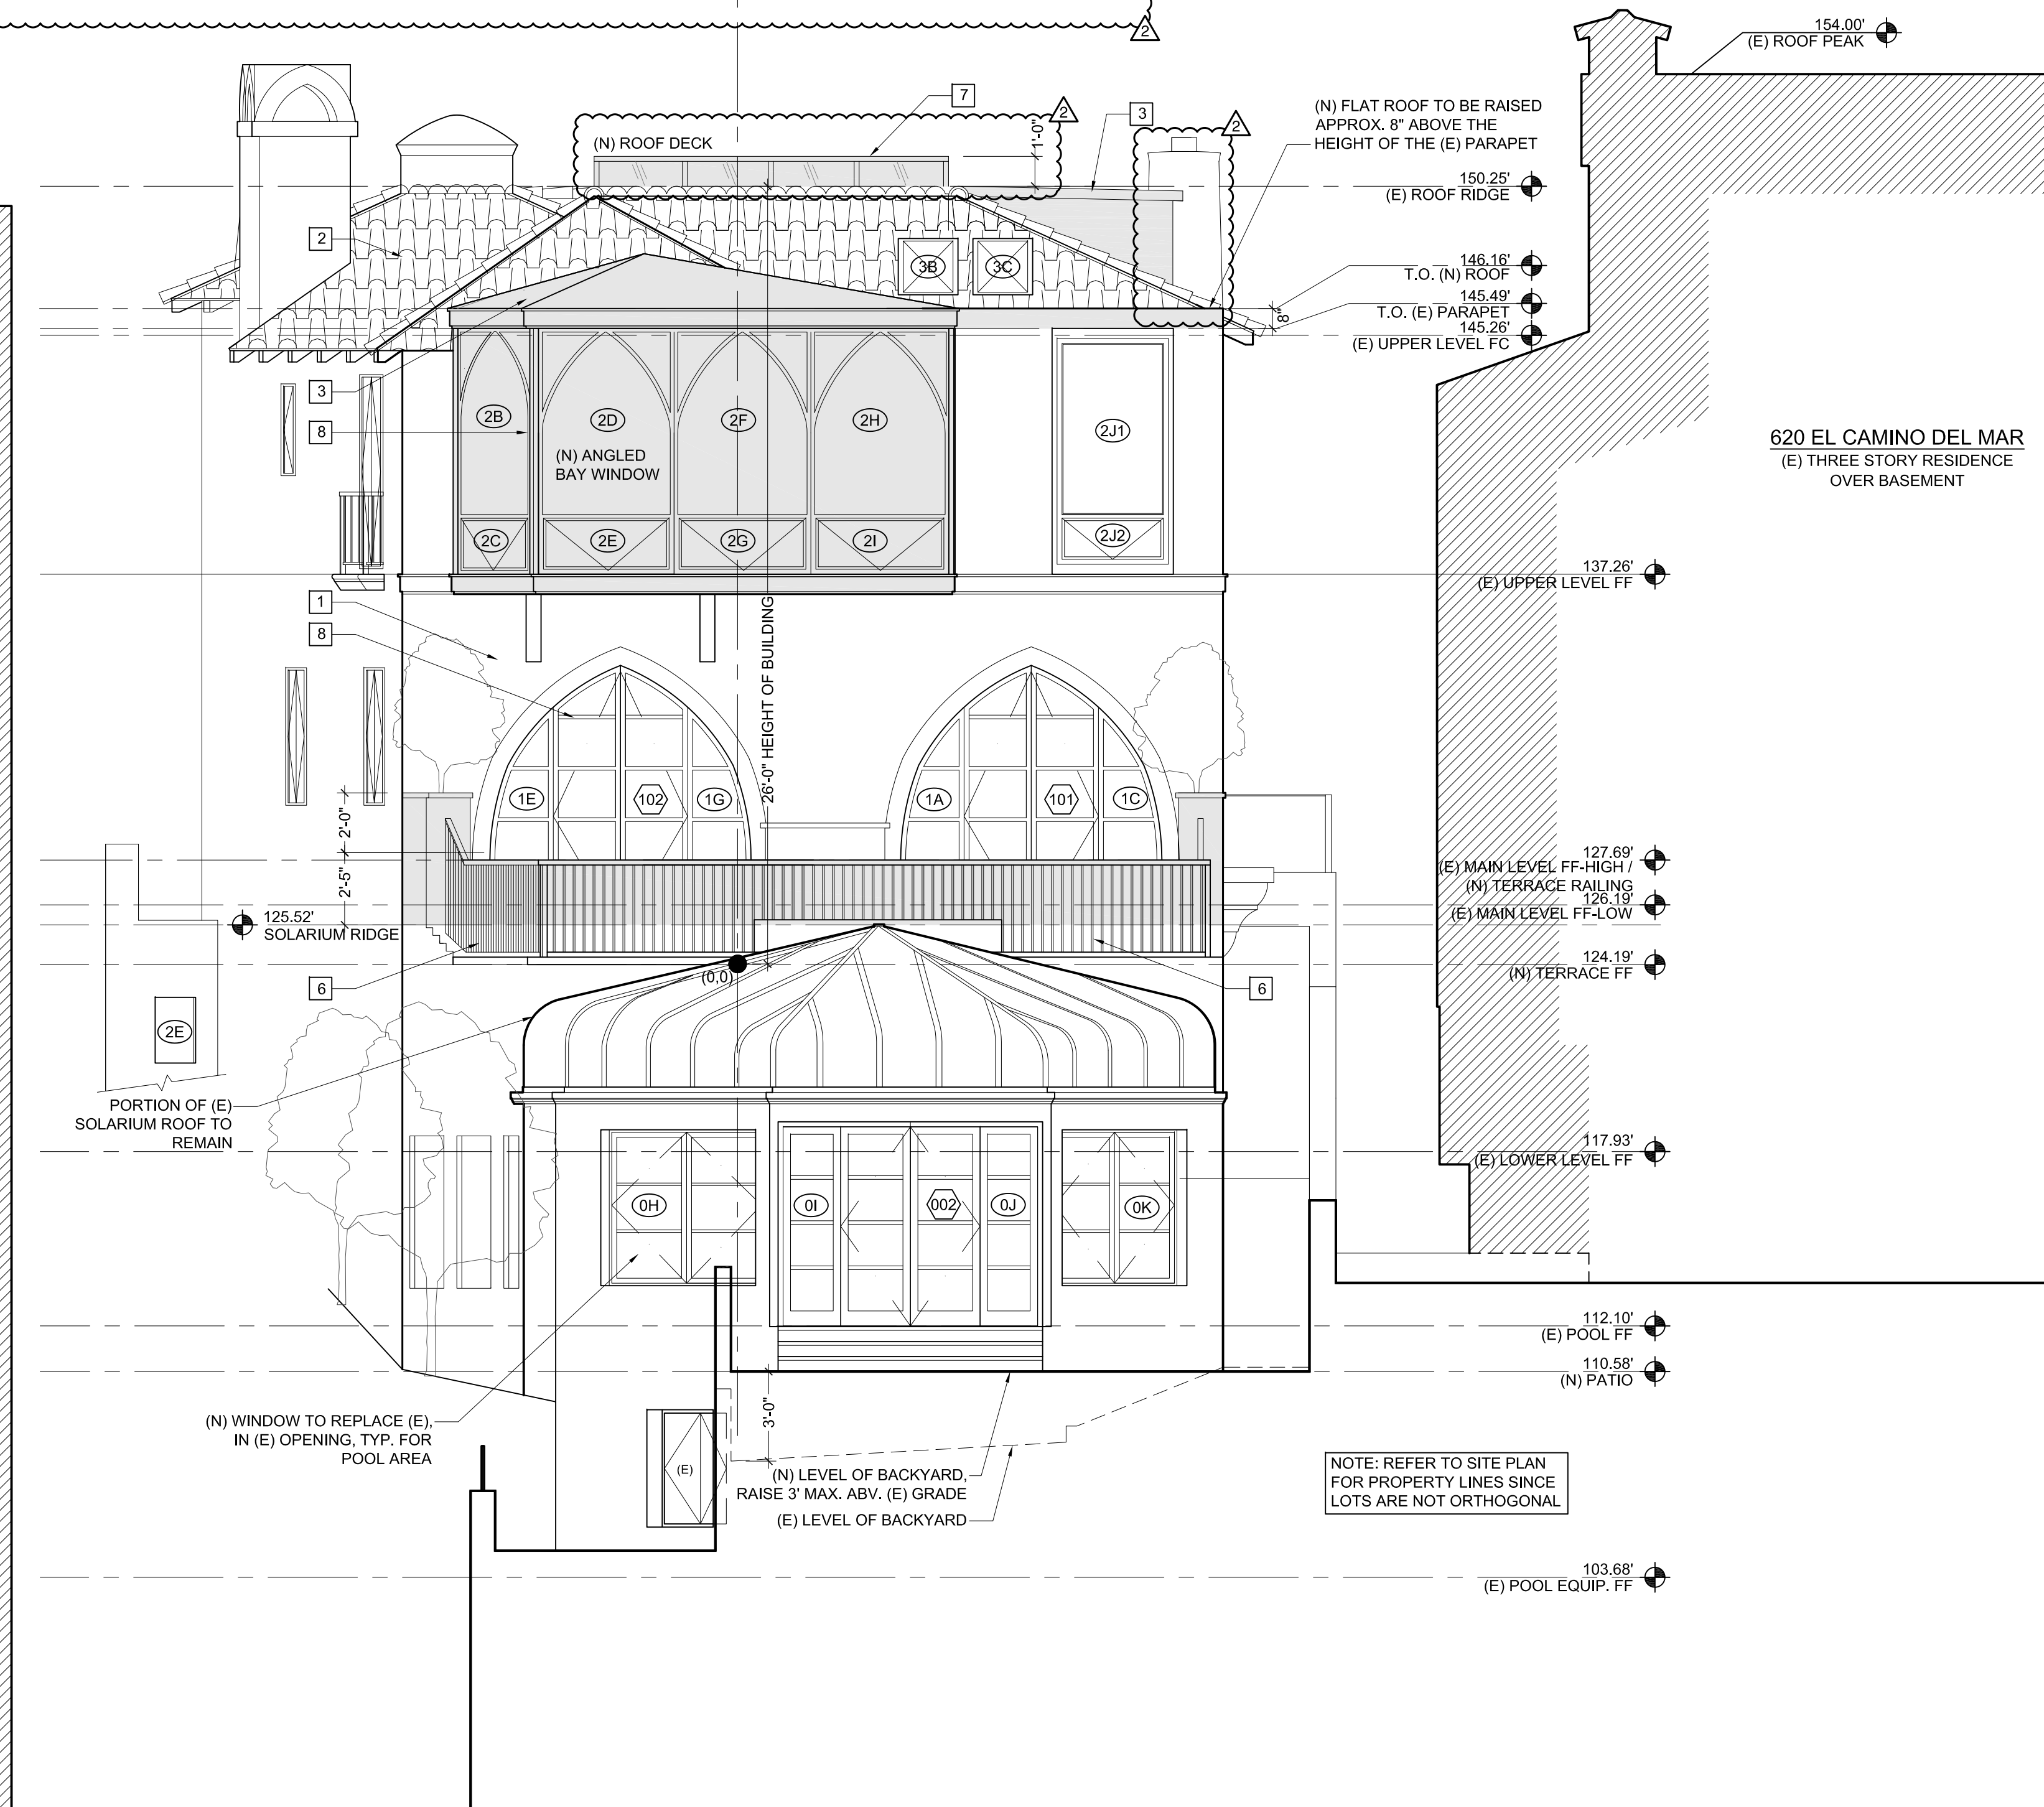 2
154.00'
(E) ROOF PEAK
7
2
3
2
(N) ROOF DECK
1'-0"
(N) FLAT ROOF TO BE RAISED
APPROX. 8" ABOVE THE
HEIGHT OF THE (E) PARAPET
150.25'
(E) ROOF RIDGE
2
3B
3C
146.16'
T.O. (N) ROOF
8"
145.49'
T.O. (E) PARAPET
145.26'
(E) UPPER LEVEL FC
3
8
2B
2D
2F
2H
2J1
(N) ANGLED
BAY WINDOW
620 EL CAMINO DEL MAR
(E) THREE STORY RESIDENCE
OVER BASEMENT
2C
2E
2G
2I
2J2
137.26'
(E) UPPER LEVEL FF
1
8
26'-0" HEIGHT OF BUILDING
1E
102
1G
1A
101
1C
2'-0"
2'-5"
127.69'
(E) MAIN LEVEL FF-HIGH /
(N) TERRACE RAILING
126.19'
(E) MAIN LEVEL FF-LOW
125.52'
SOLARIUM RIDGE
124.19'
(N) TERRACE FF
(0,0)
6
6
2E
PORTION OF (E)
SOLARIUM ROOF TO
REMAIN
117.93'
(E) LOWER LEVEL FF
0H
0I
002
0J
0K
112.10'
(E) POOL FF
110.58'
(N) PATIO
3'-0"
(N) WINDOW TO REPLACE (E),
IN (E) OPENING, TYP. FOR
POOL AREA
(E)
(N) LEVEL OF BACKYARD,
RAISE 3' MAX. ABV. (E) GRADE
(E) LEVEL OF BACKYARD
NOTE: REFER TO SITE PLAN
FOR PROPERTY LINES SINCE
LOTS ARE NOT ORTHOGONAL
103.68'
(E) POOL EQUIP. FF